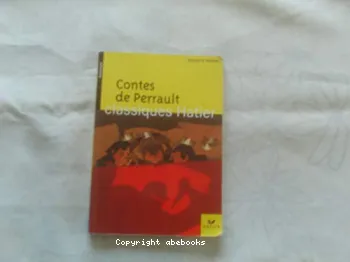 Contes
de Perrault
classiques Hatier
Copyright abebooks